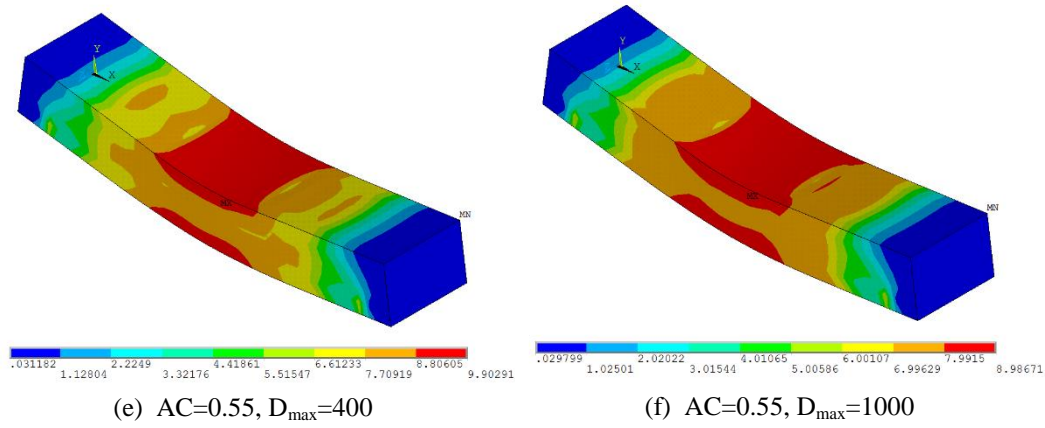 Y
X
MX
MN
.031182 2.2249 4.41861 6.61233 8.80605
1.12804 3.32176 5.51547 7.70919 9.90291
(e) AC=0.55, Dmax=400
Y
X
MX
MN
.029799 2.02022 4.01065 6.00107 7.9915
1.02501 3.01544 5.00586 6.99629 8.98671
(f) AC=0.55, Dmax=1000